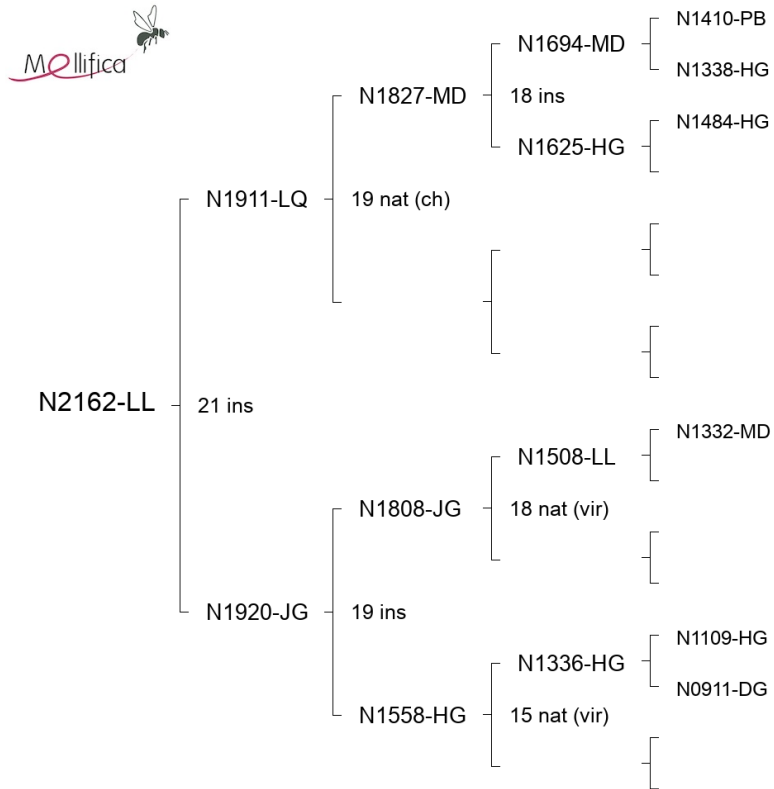 Mellifica
N1410-PB
N1694-MD
N1338-HG
N1827-MD
18 ins
N1484-HG
N1625-HG
N1911-LQ
19 nat (ch)
N2162-LL
21 ins
N1332-MD
N1508-LL
N1808-JG
18 nat (vir)
N1920-JG
19 ins
N1109-HG
N1336-HG
N0911-DG
N1558-HG
15 nat (vir)